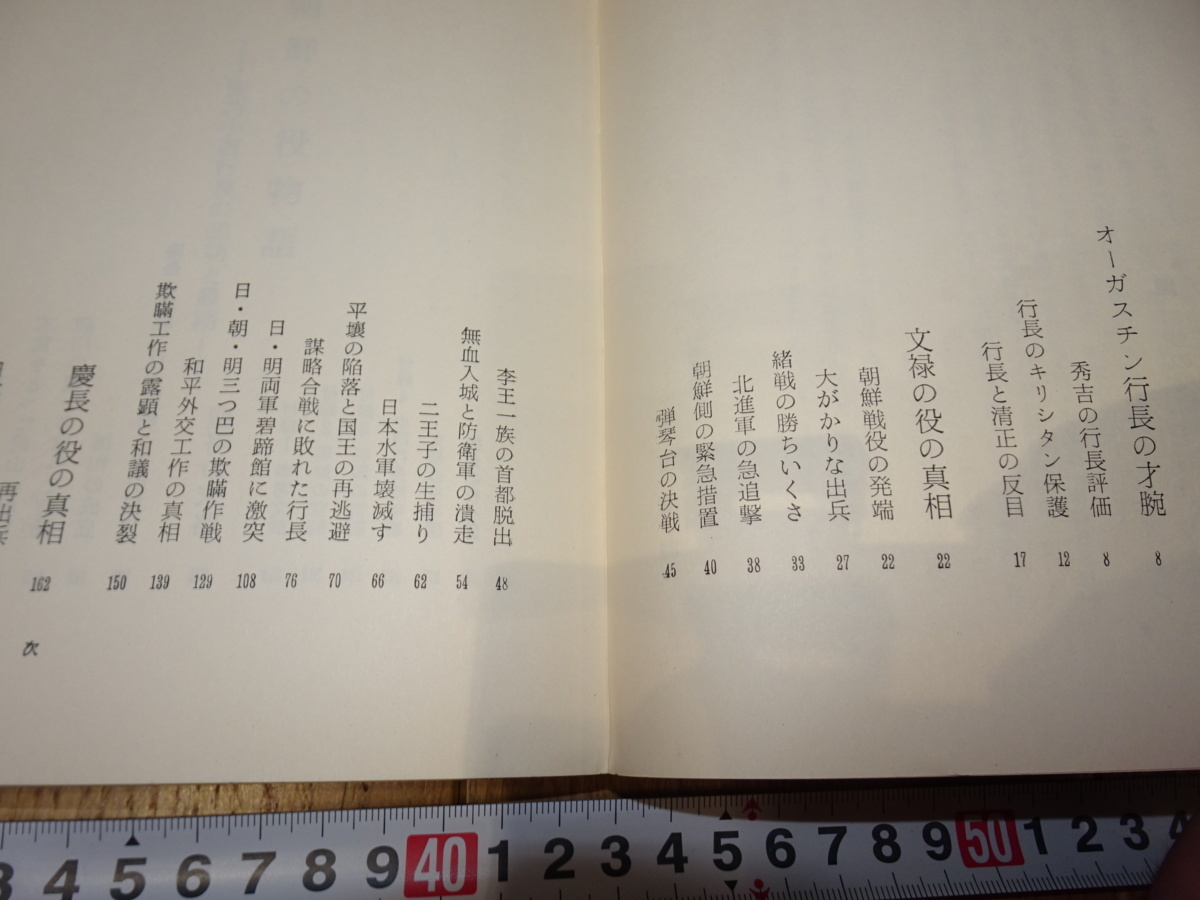 オーガスチン行長の才腕 8
秀吉の行長評価 8
行長のキリシタン保護 12
行長と清正の反目 17
文禄の役の真相 22
朝鮮戦役の発端 22
大がかりな出兵 27
緒戦の勝ちいくさ 33
北進軍の急追撃 38
朝鮮側の緊急措置 40
弾琴台の決戦 45
李王一族の首都脱出 48
無血入城と防衛軍の潰走 54
二王子の生捕り 62
日本水軍壊滅す 66
平壌の陥落と国王の再逃避 70
謀略合戦に敗れた行長 76
日・明両軍碧蹄館に激突 108
日・朝・明三つ巴の欺瞞作戦 129
和平外交工作の真相 139
欺瞞工作の露顕と和議の決裂 150
慶長の役の真相 162
再出兵
次
3 4 5 6 7 8 9 40 1 2 3 4 5 6 7 8 9 50 1 2 3 4